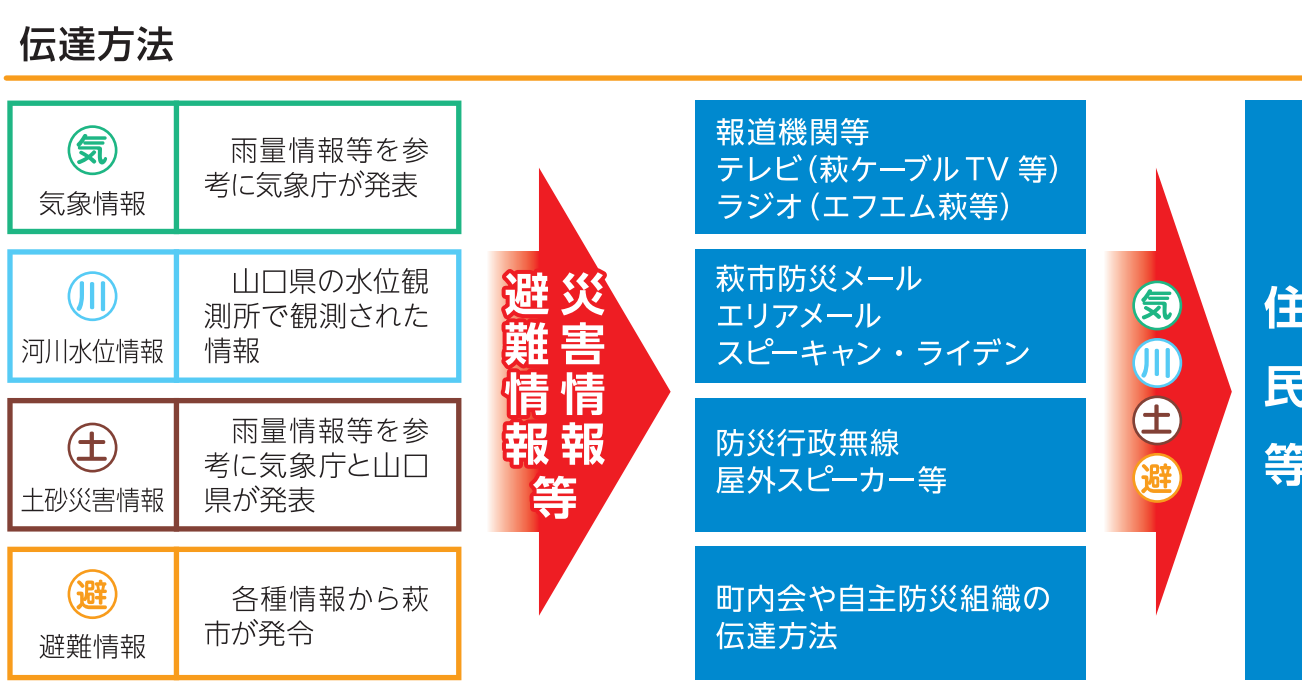 伝達方法
気
気象情報
雨量情報等を参
考に気象庁が発表
川
河川水位情報
山口県の水位観
測所で観測された
情報
土
土砂災害情報
雨量情報等を参
考に気象庁と山口
県が発表
避
避難情報
各種情報から萩
市が発令
災害情報
避難情報
等
報道機関等
テレビ(萩ケーブルTV 等)
ラジオ(エフエム萩等)
萩市防災メール
エリアメール
スピーキャン・ライデン
防災行政無線
屋外スピーカー等
町内会や自主防災組織の
伝達方法
気
川
土
避
住民等